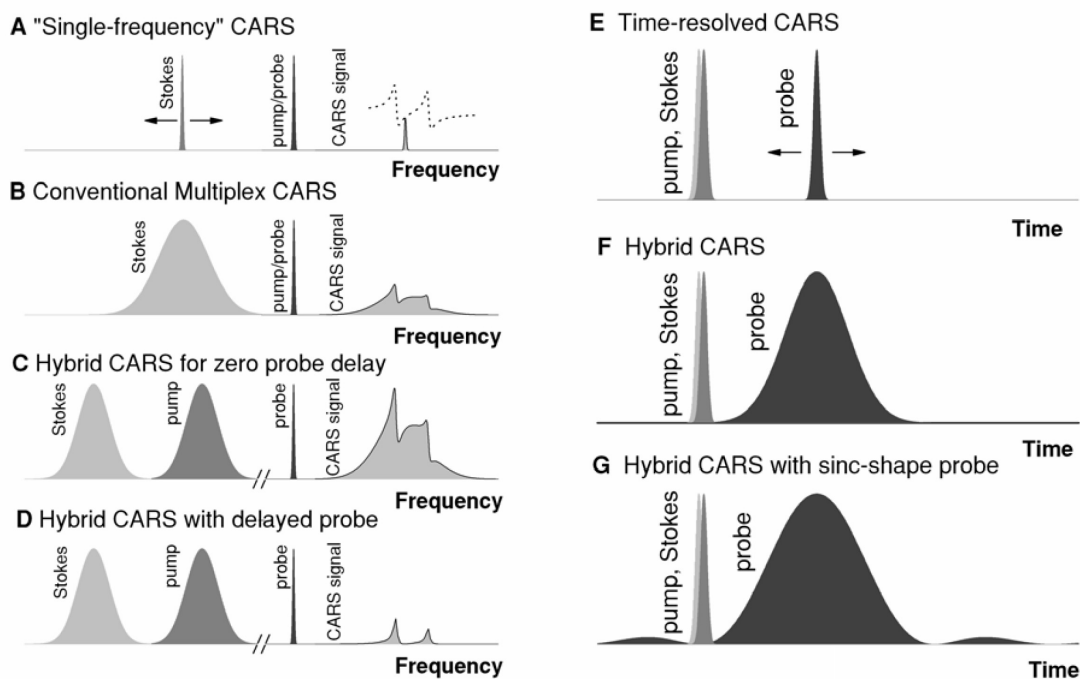 A "Single-frequency" CARS
Stokes
pump/probe
CARS signal
Frequency
B Conventional Multiplex CARS
Stokes
pump/probe
CARS signal
Frequency
C Hybrid CARS for zero probe delay
Stokes
pump
probe
CARS signal
Frequency
D Hybrid CARS with delayed probe
Stokes
pump
probe
CARS signal
Frequency
E Time-resolved CARS
pump, Stokes
probe
Time
F Hybrid CARS
pump, Stokes
probe
Time
G Hybrid CARS with sinc-shape probe
pump, Stokes
probe
Time